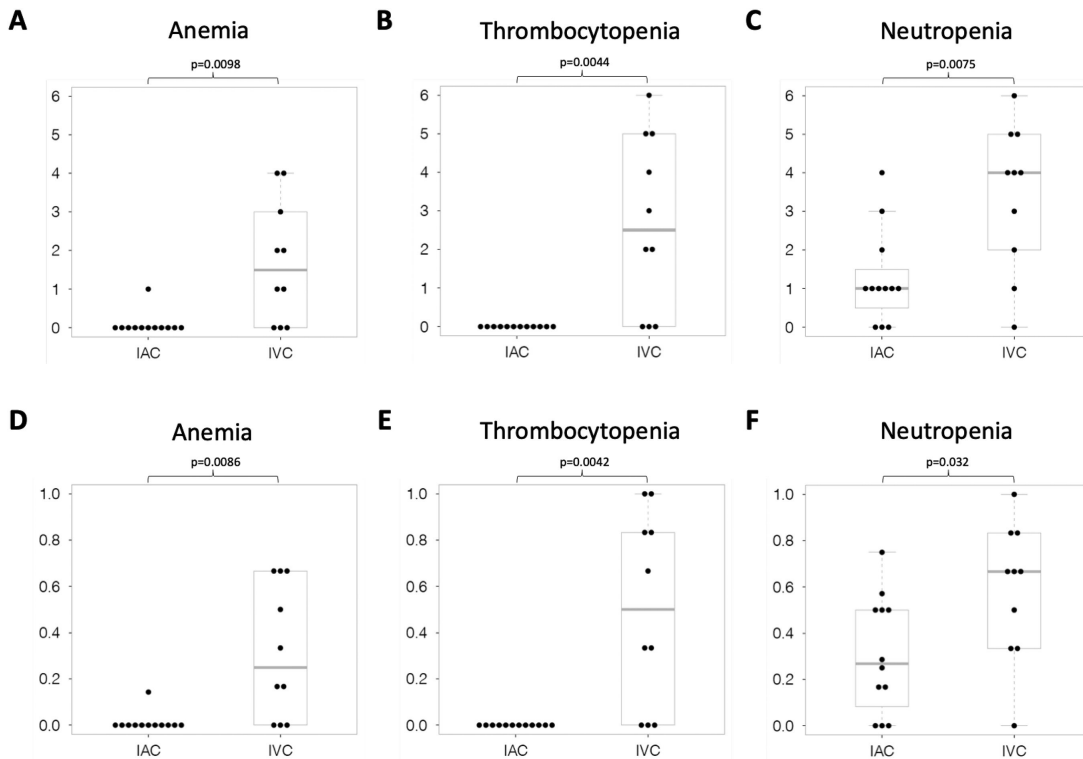 A Anemia
p=0.0098
6
5
4
3
2
1
0
IAC IVC
B Thrombocytopenia
p=0.0044
6
5
4
3
2
1
0
IAC IVC
C Neutropenia
p=0.0075
6
5
4
3
2
1
0
IAC IVC
D Anemia
p=0.0086
1.0
0.8
0.6
0.4
0.2
0.0
IAC IVC
E Thrombocytopenia
p=0.0042
1.0
0.8
0.6
0.4
0.2
0.0
IAC IVC
F Neutropenia
p=0.032
1.0
0.8
0.6
0.4
0.2
0.0
IAC IVC